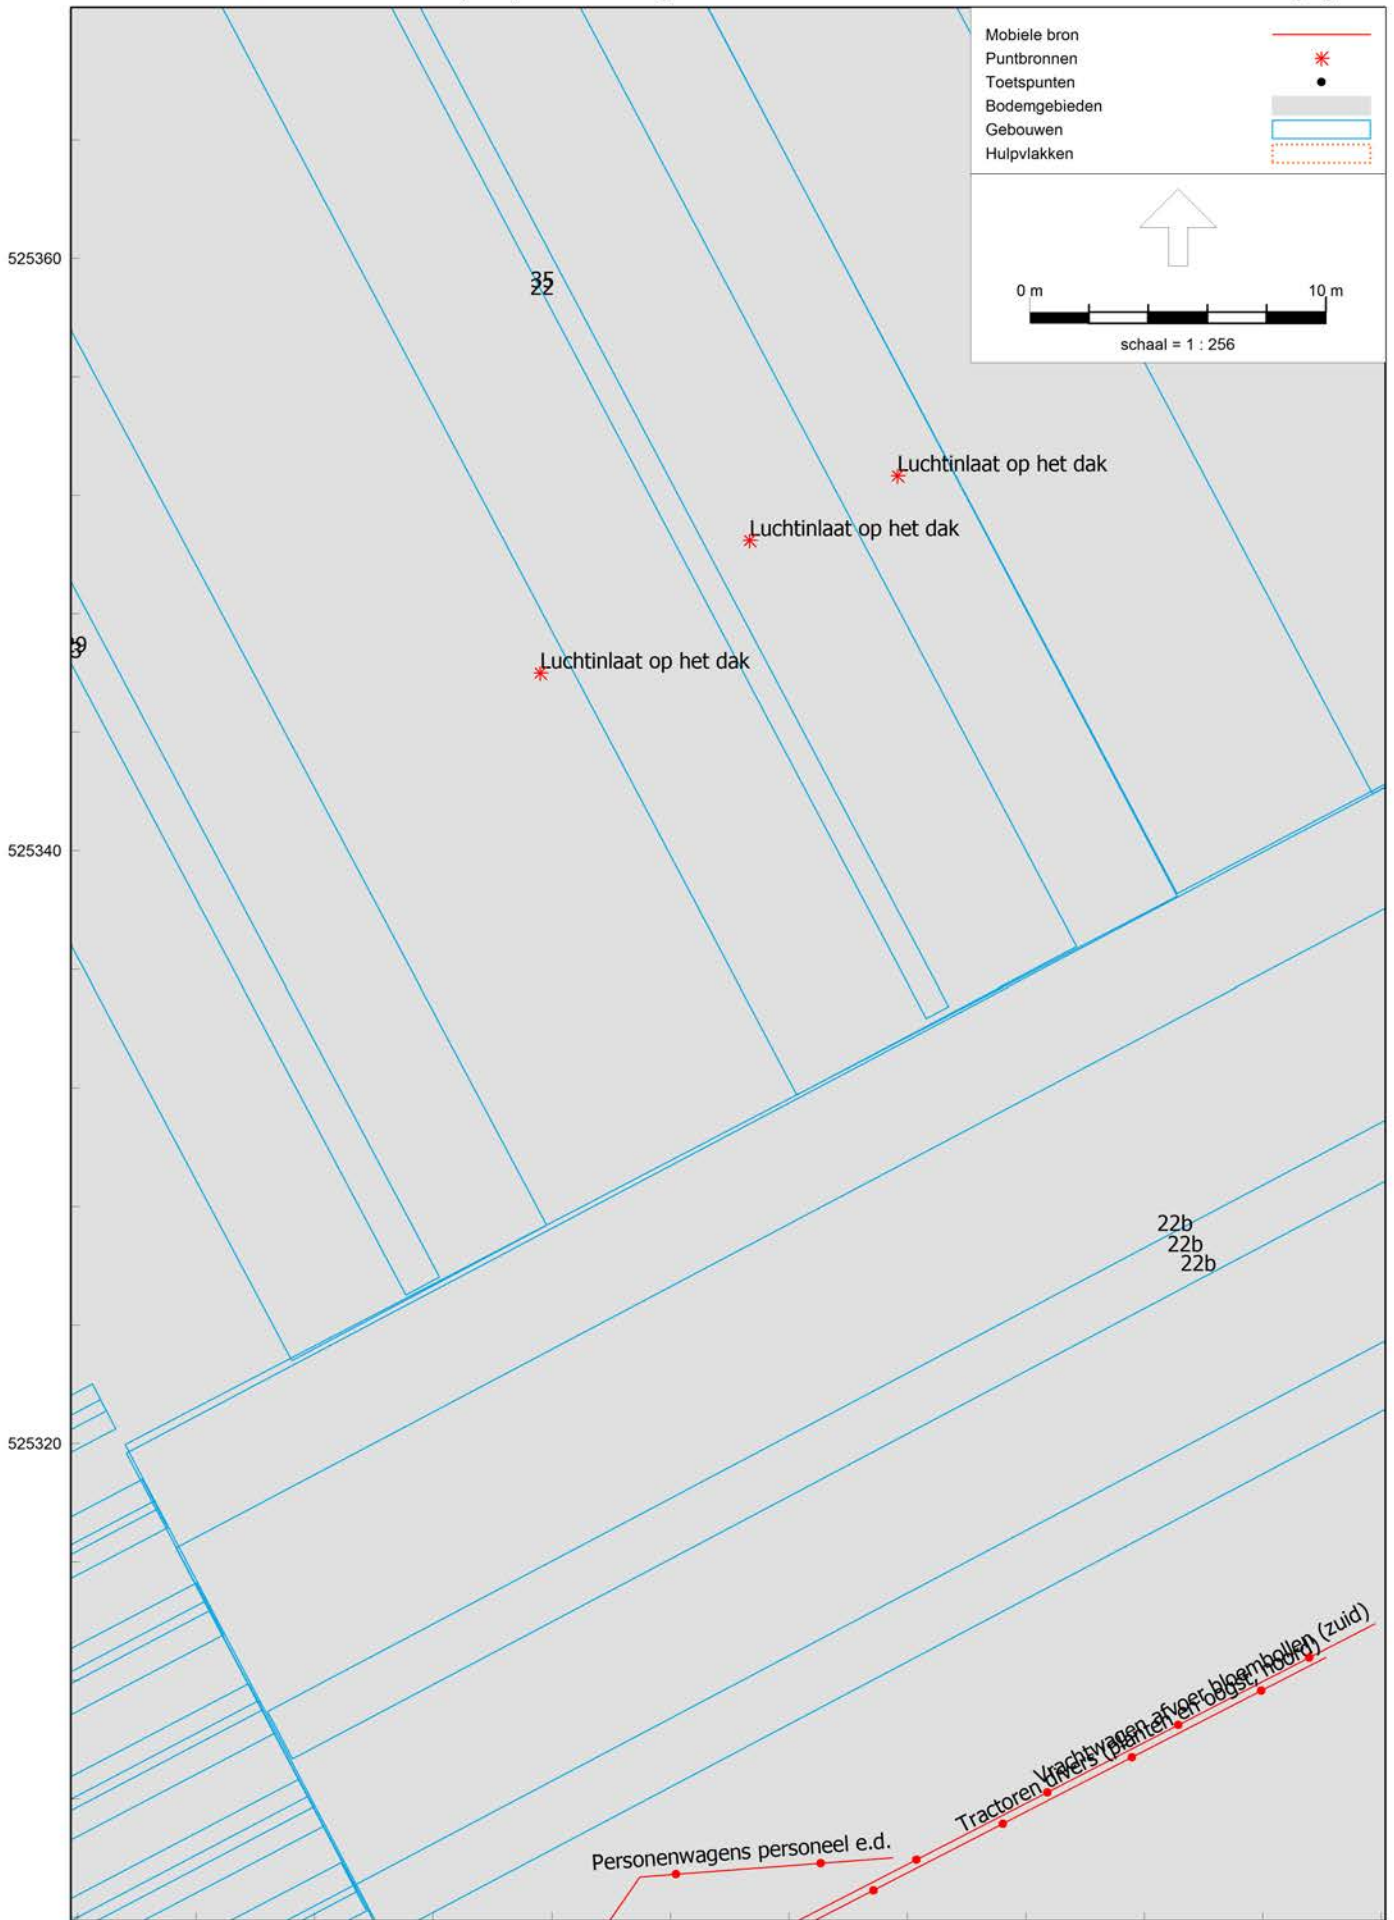 Mobiele bron
Puntbronnen
Toetspunten
Bodemgebieden
Gebouwen
Hulpvlakken
0 m 10 m
schaal = 1 : 256
525360
35
22
Luchtinlaat op het dak
Luchtinlaat op het dak
Luchtinlaat op het dak
525340
22b
22b
22b
525320
Vrachtwagen afvoer bloembollen (zuid)
Tractoren divers (planten en oogst, noord)
Personenwagens personeel e.d.